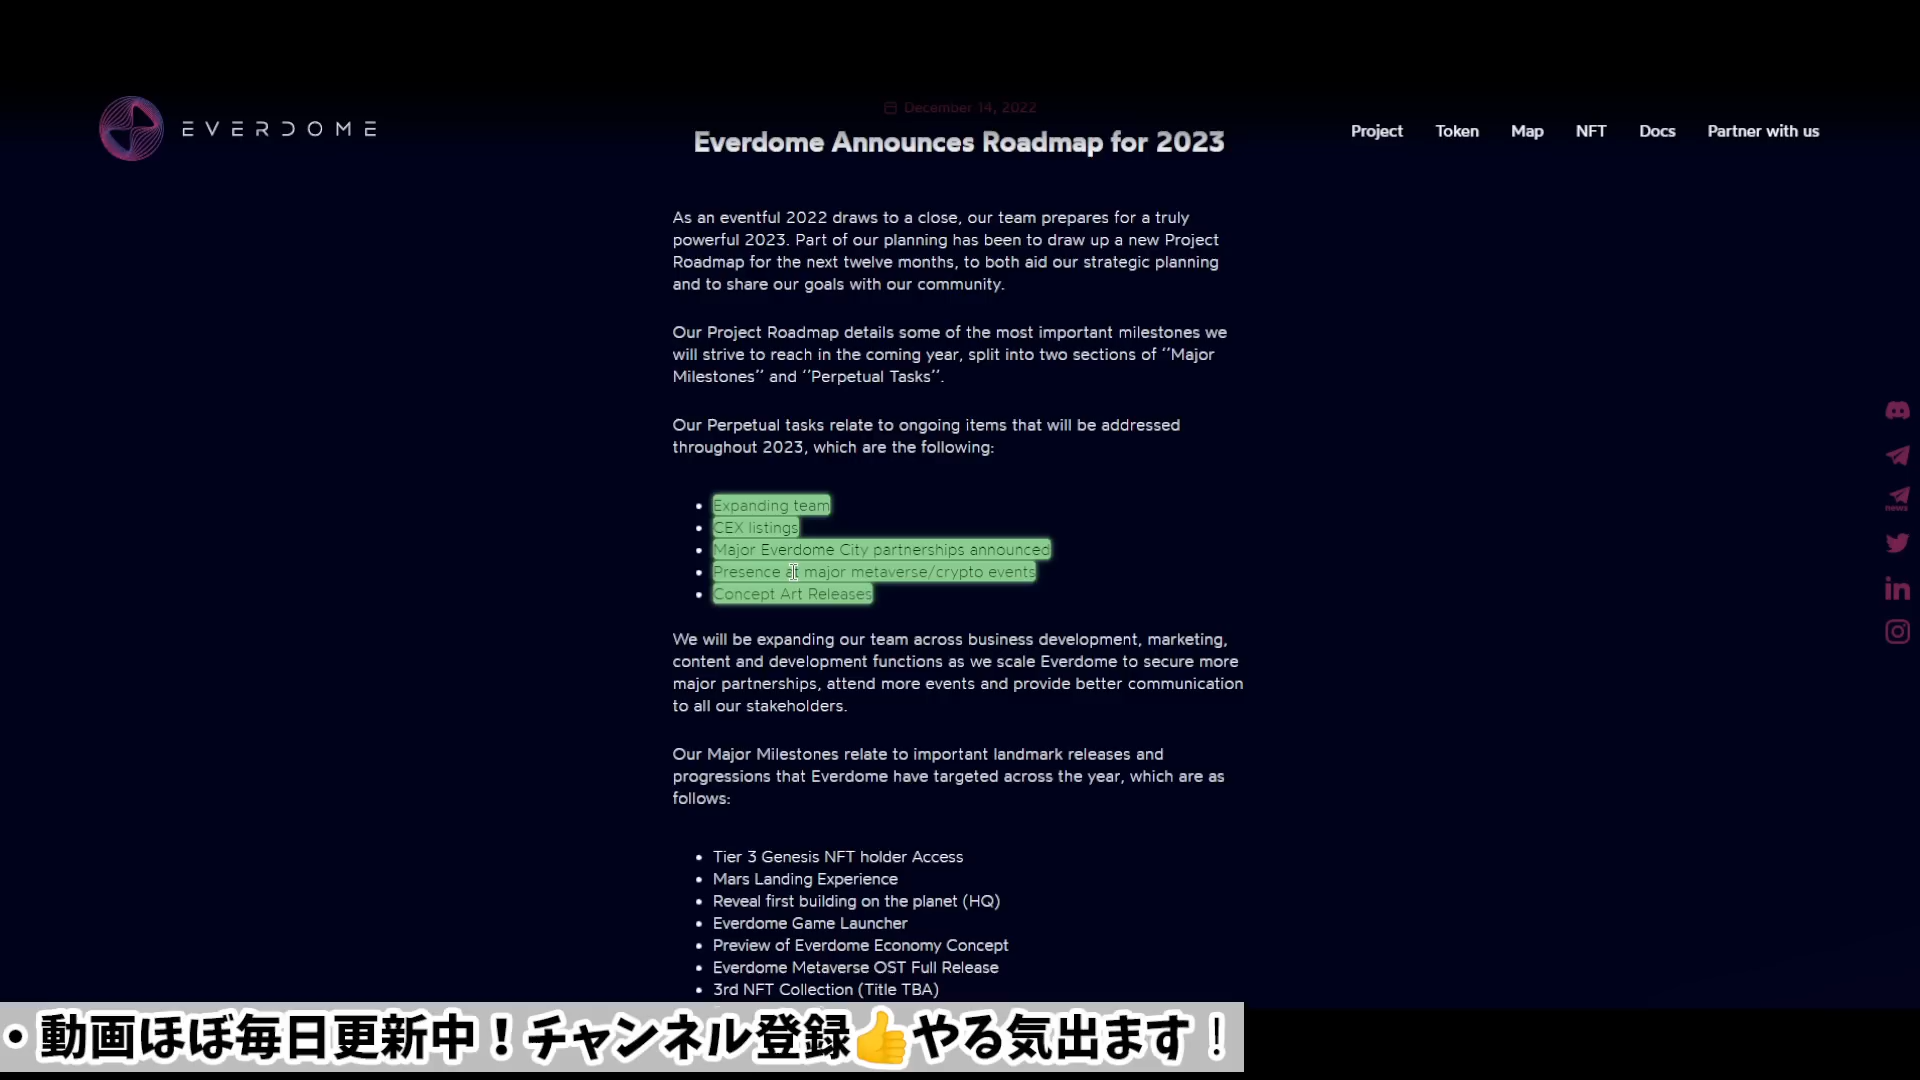 December 14, 2022
EVERDOME
Everdome Announces Roadmap for 2023
Project
Token
Map
NFT
Docs
Partner with us
As an eventful 2022 draws to a close, our team prepares for a truly
powerful 2023. Part of our planning has been to draw up a new Project
Roadmap for the next twelve months, to both aid our strategic planning
and to share our goals with our community.
Our Project Roadmap details some of the most important milestones we
will strive to reach in the coming year, split into two sections of ‘’Major
Milestones’’ and ‘’Perpetual Tasks’’.
Our Perpetual tasks relate to ongoing items that will be addressed
throughout 2023, which are the following:
• Expanding team
• CEX listings
• Major Everdome City partnerships announced
• Presence at major metaverse/crypto events
• Concept Art Releases
news
We will be expanding our team across business development, marketing,
content and development functions as we scale Everdome to secure more
major partnerships, attend more events and provide better communication
to all our stakeholders.
Our Major Milestones relate to important landmark releases and
progressions that Everdome have targeted across the year, which are as
follows:
• Tier 3 Genesis NFT holder Access
• Mars Landing Experience
• Reveal first building on the planet (HQ)
• Everdome Game Launcher
• Preview of Everdome Economy Concept
• Everdome Metaverse OST Full Release
• 3rd NFT Collection (Title TBA)
・動画ほぼ毎日更新中！チャンネル登録👍やる気出ます！